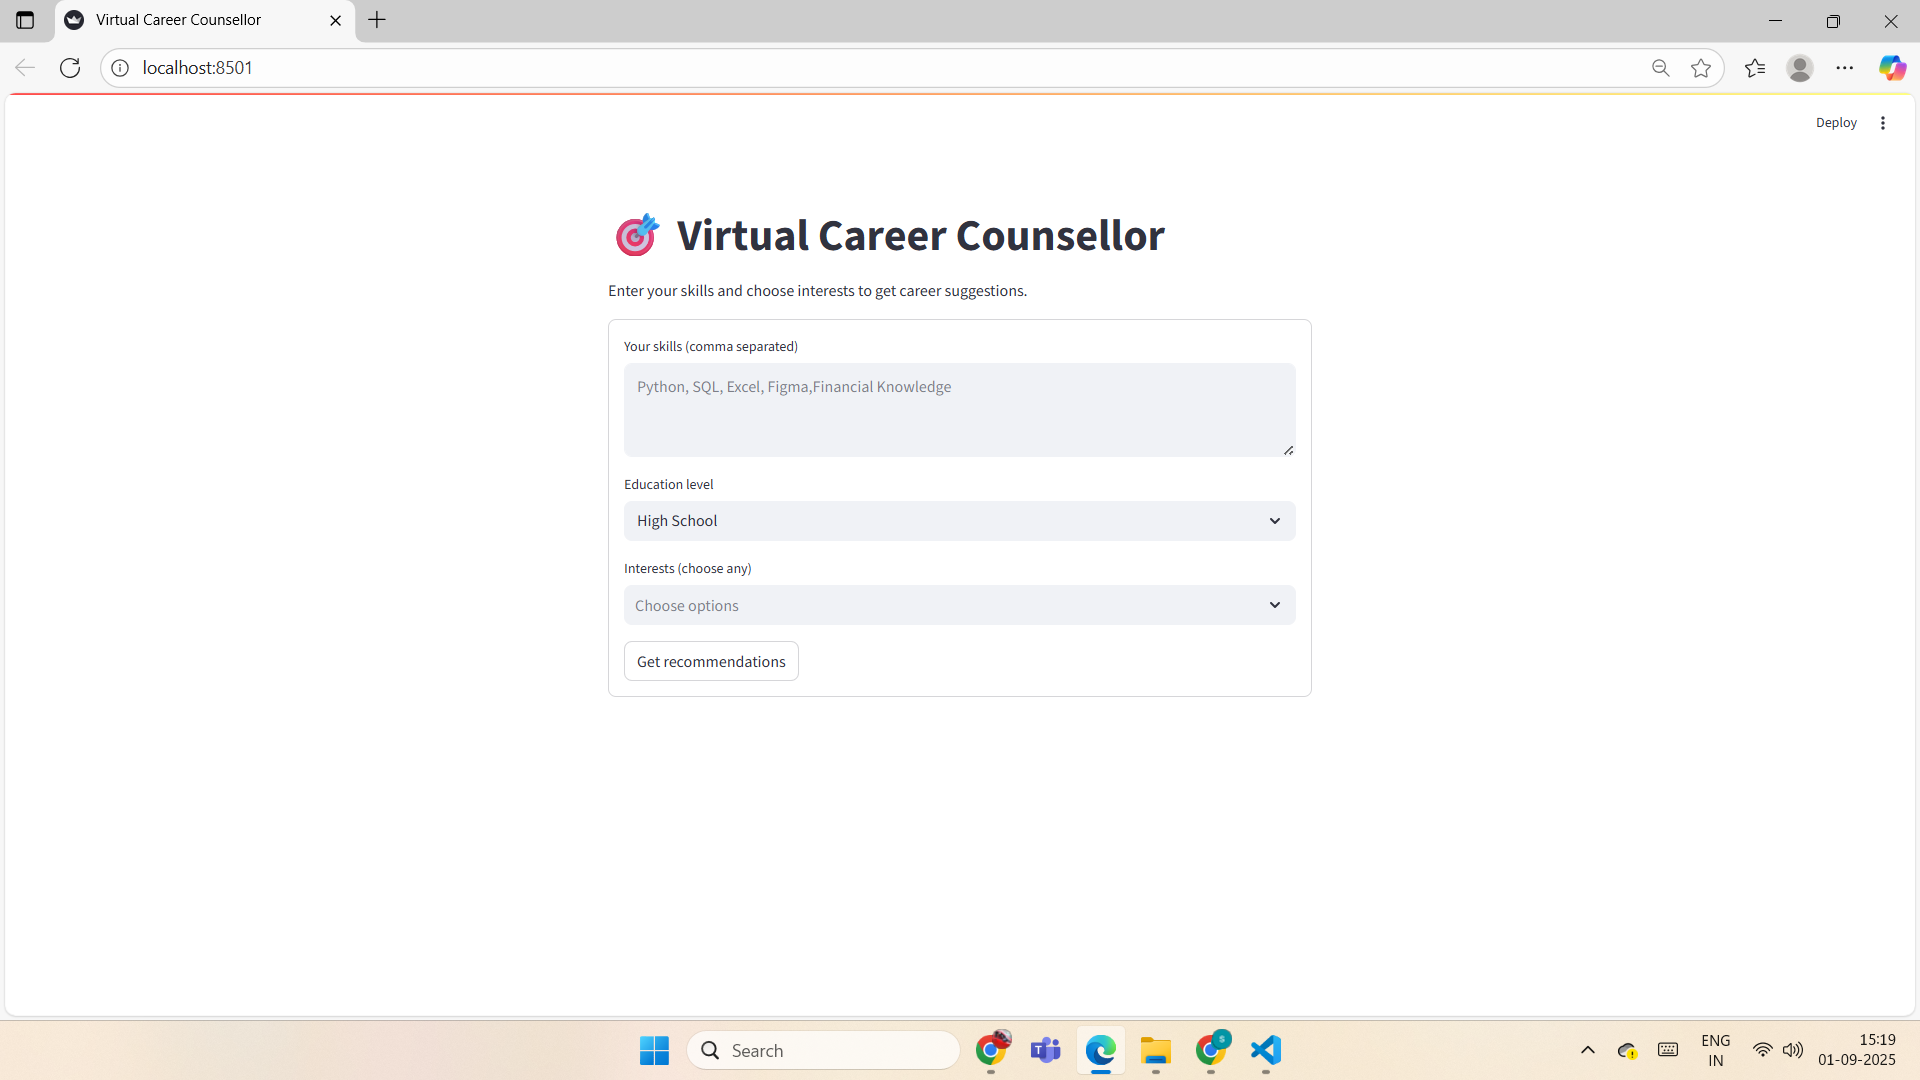 Virtual Career Counsellor
localhost:8501
Deploy
Virtual Career Counsellor
Enter your skills and choose interests to get career suggestions.
Your skills (comma separated)
Python, SQL, Excel, Figma,Financial Knowledge
Education level
High School
Interests (choose any)
Choose options
Get recommendations
Search
ENG
IN
15:19
01-09-2025